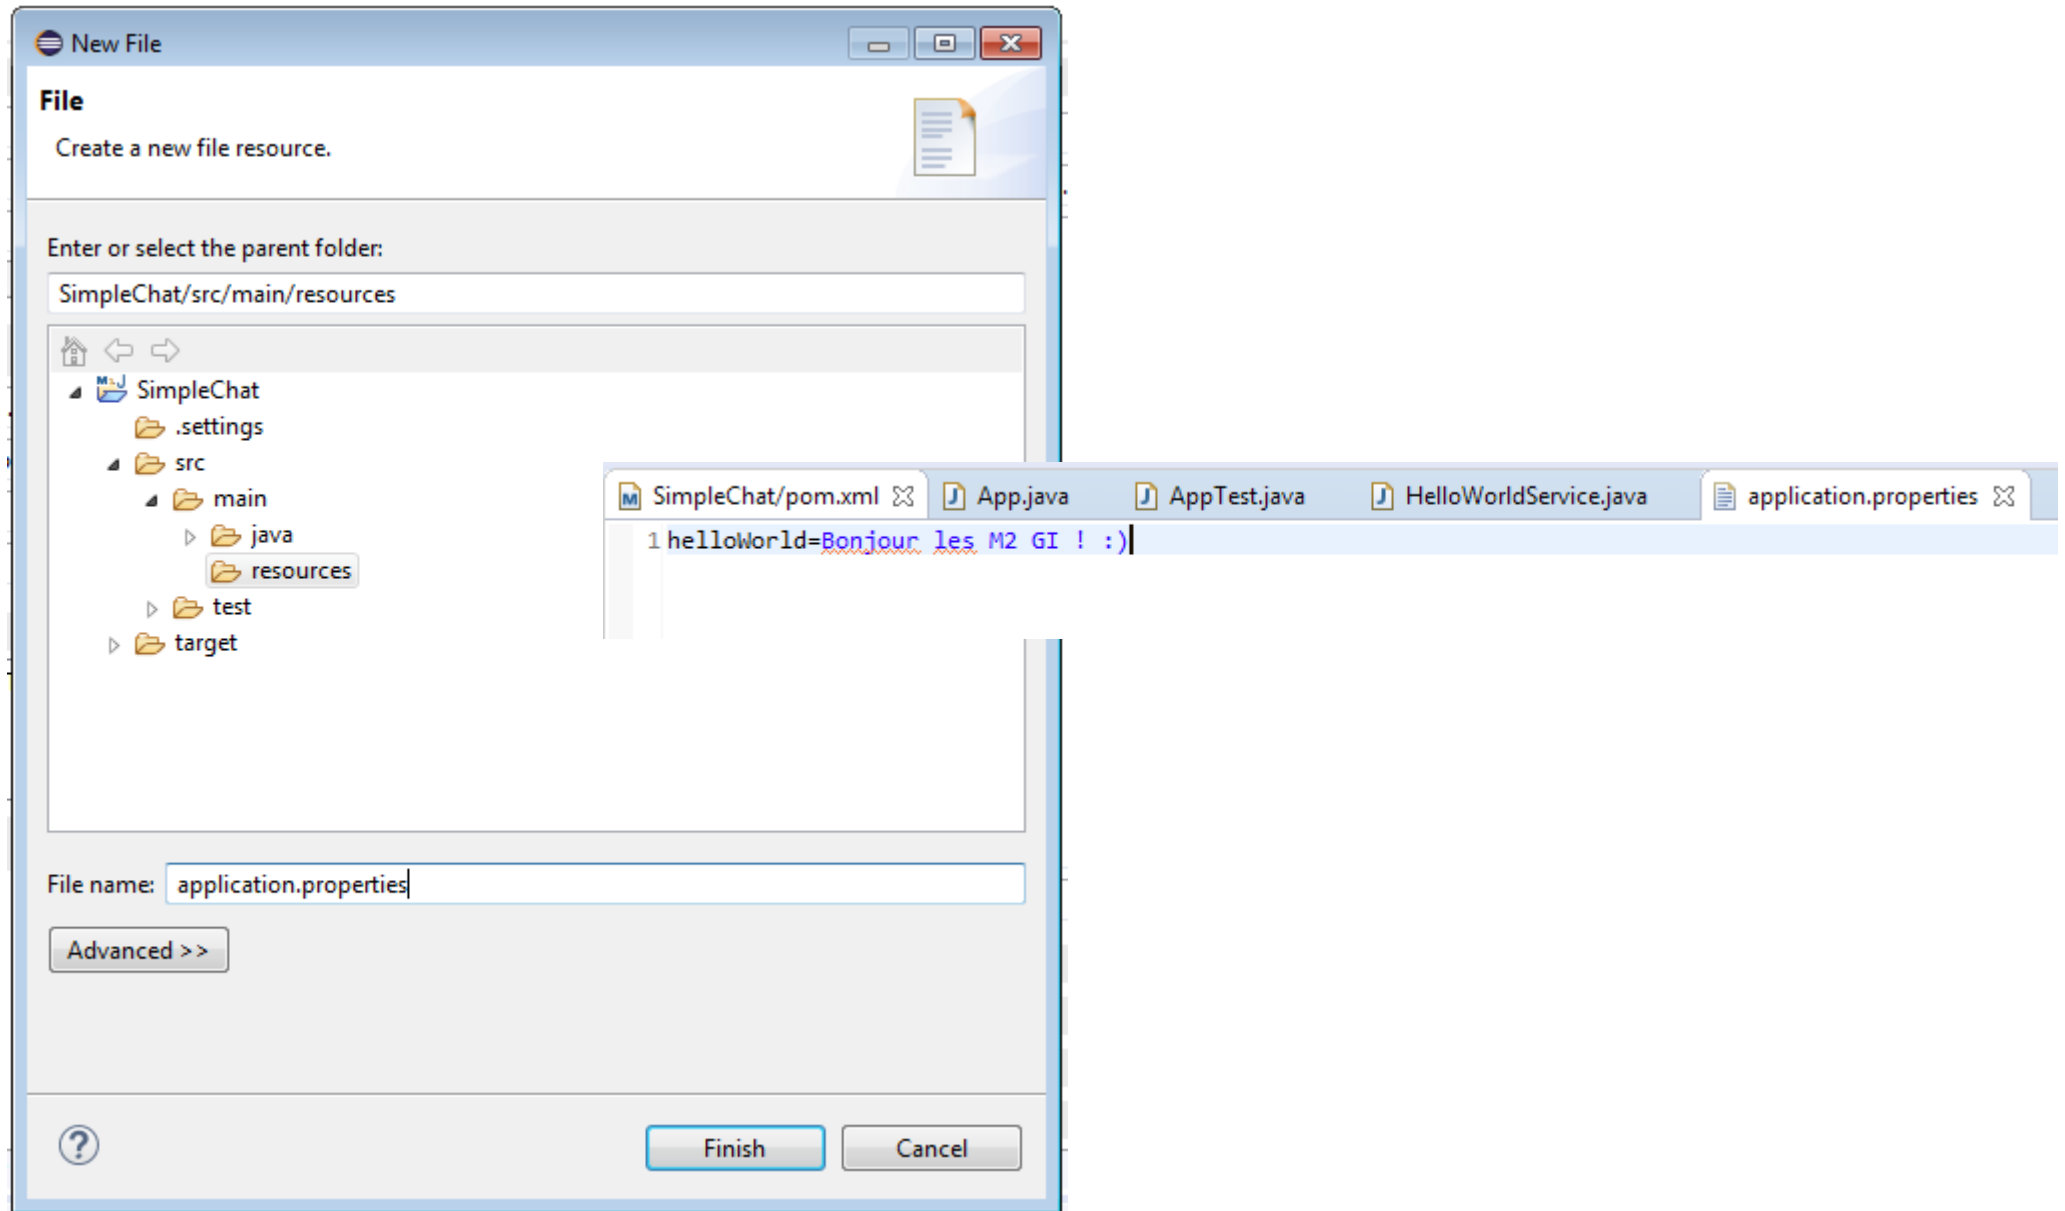 New File
File
Create a new file resource.
Enter or select the parent folder:
SimpleChat/src/main/resources
SimpleChat
.settings
src
main
java
resources
test
target
File name: application.properties
Advanced >>
Finish Cancel
SimpleChat/pom.xml App.java AppTest.java HelloWorldService.java application.properties
1 helloWorld=Bonjour les M2 GI ! :)